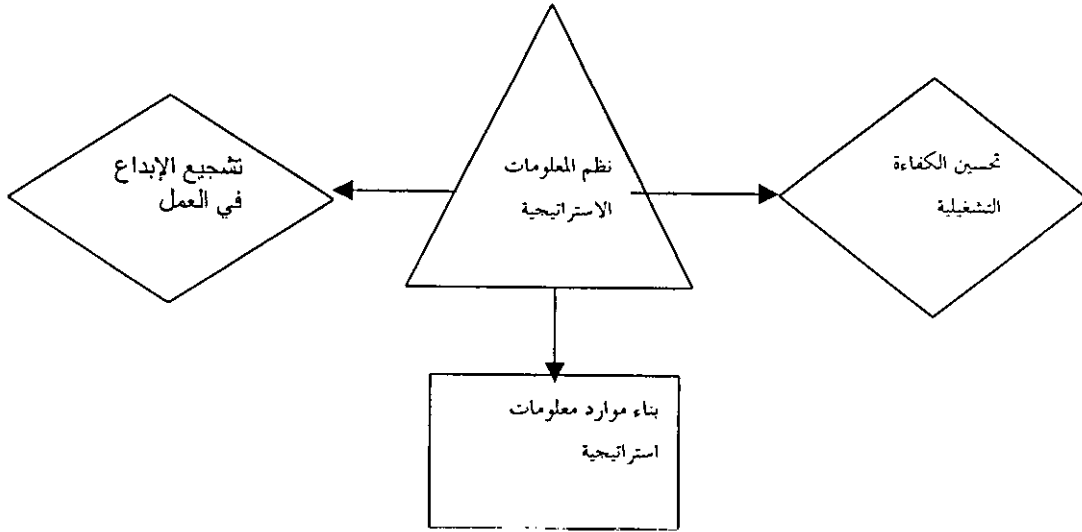 تحسين الكفاءة
التشغيلية
نظم المعلومات
الاستراتيجية
تشجيع الإبداع
في العمل
بناء موارد معلومات
استراتيجية